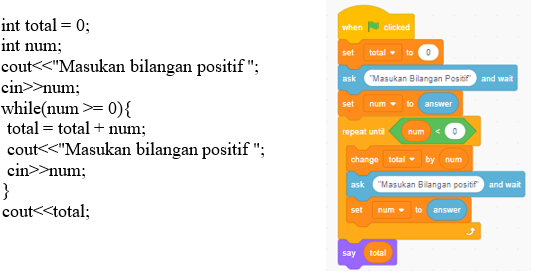 int total = 0;
int num;
cout<<"Masukan bilangan positif ";
cin>>num;
while(num >= 0){
total = total + num;
cout<<"Masukan bilangan positif ";
cin>>num;
}
cout<<total;
when clicked
set total to 0
ask "Masukan Bilangan Positif" and wait
set num to answer
repeat until num < 0
change total by num
ask "Masukan Bilangan positif" and wait
set num to answer
say total